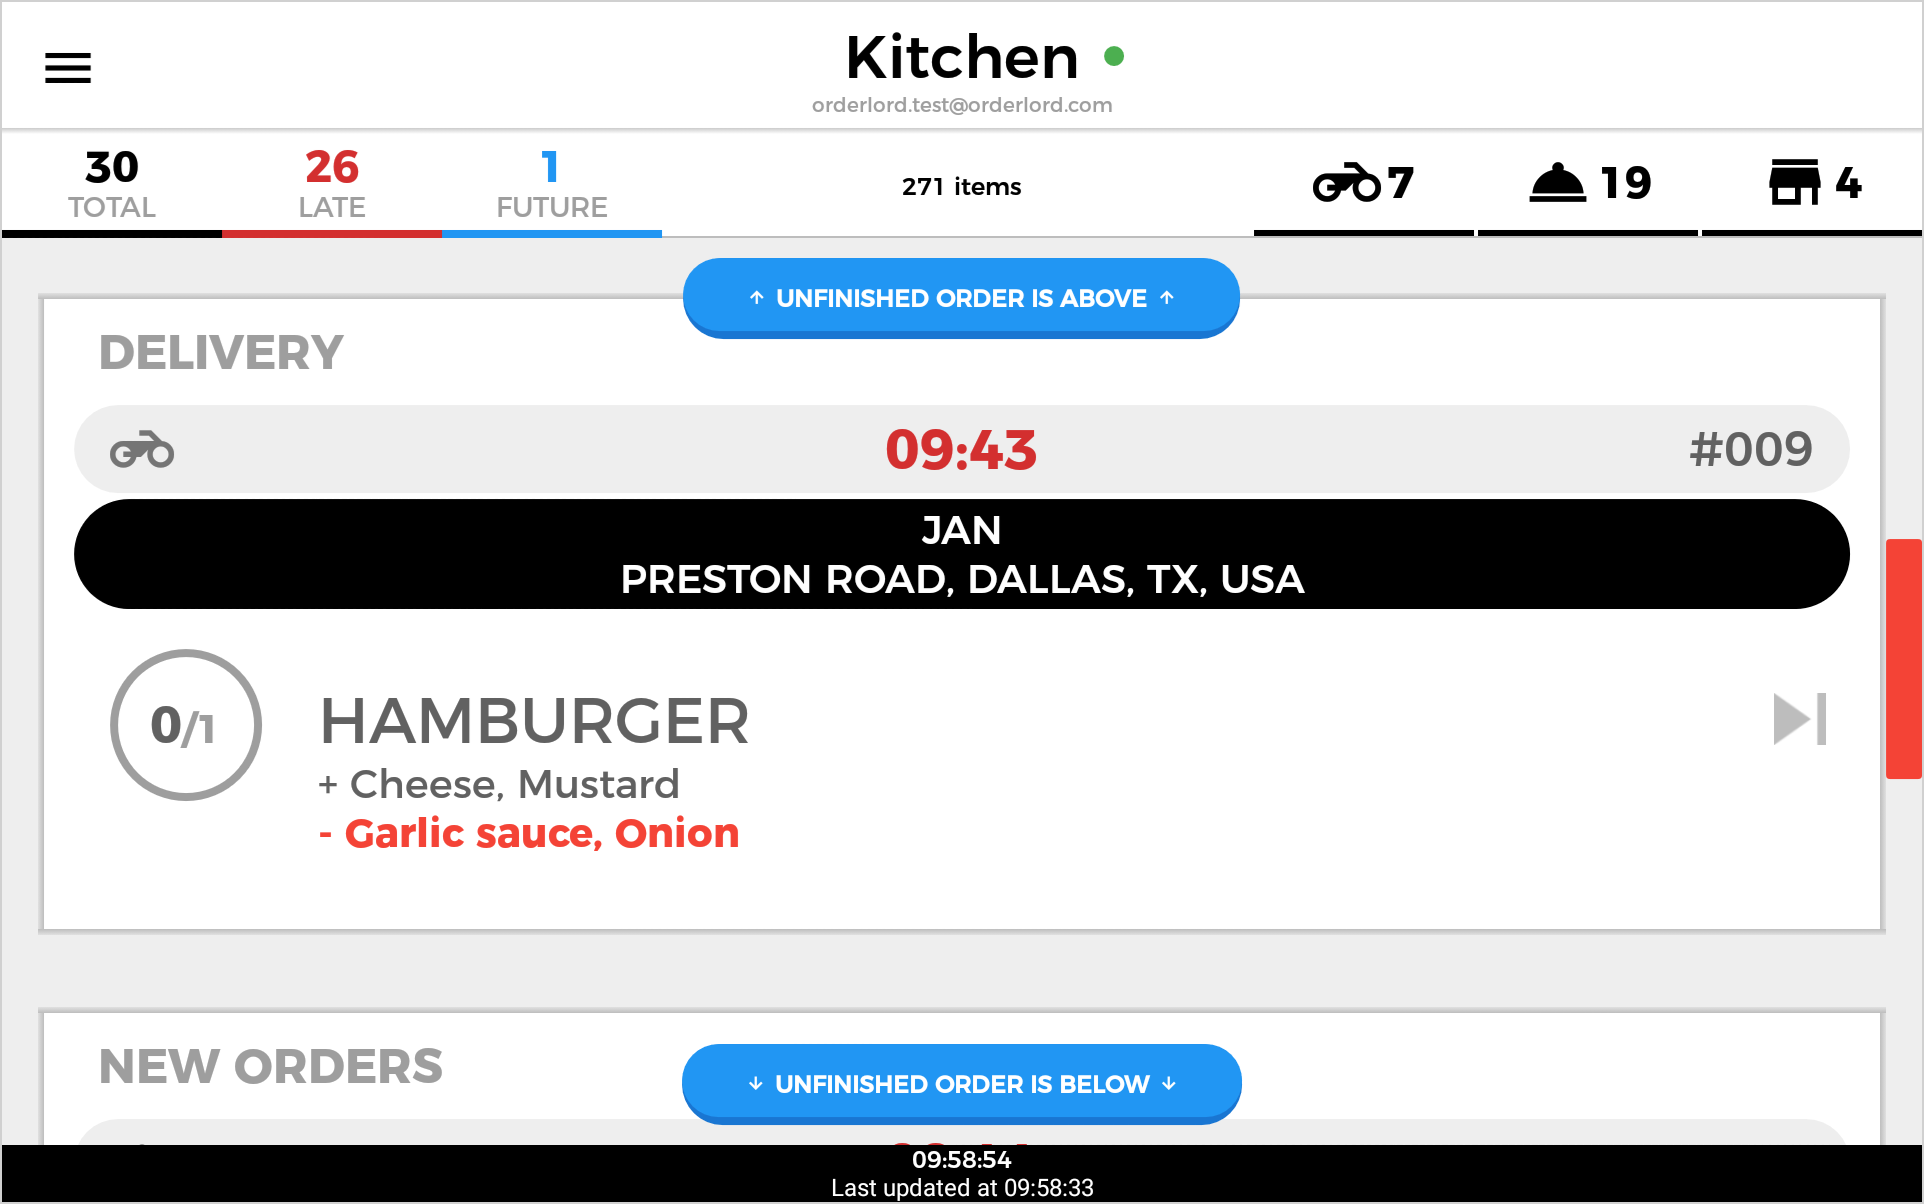 Kitchen
orderlord.test@orderlord.com
30
TOTAL
26
LATE
1
FUTURE
271 items
7
19
4
↑ UNFINISHED ORDER IS ABOVE ↑
DELIVERY
09:43
#009
JAN
PRESTON ROAD, DALLAS, TX, USA
0/1
HAMBURGER
+ Cheese, Mustard
- Garlic sauce, Onion
NEW ORDERS
↓ UNFINISHED ORDER IS BELOW ↓
09:58:54
Last updated at 09:58:33